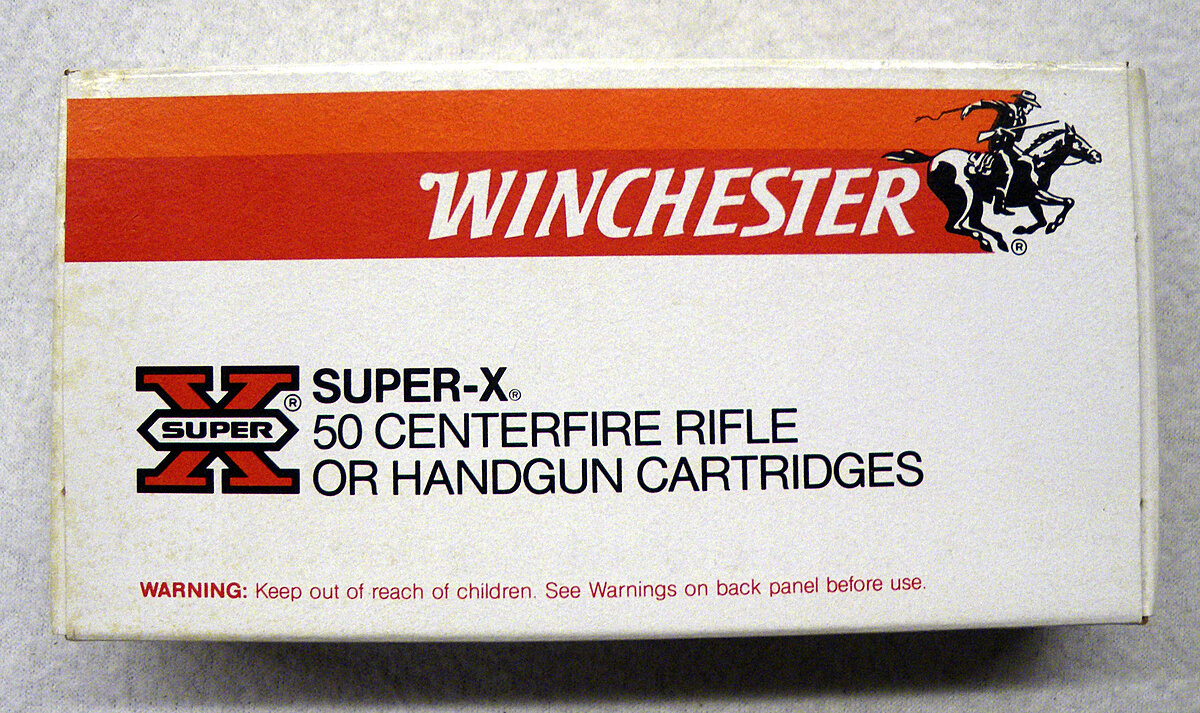 WINCHESTER
®
®
SUPER
SUPER-X®
50 CENTERFIRE RIFLE
OR HANDGUN CARTRIDGES
WARNING: Keep out of reach of children. See Warnings on back panel before use.